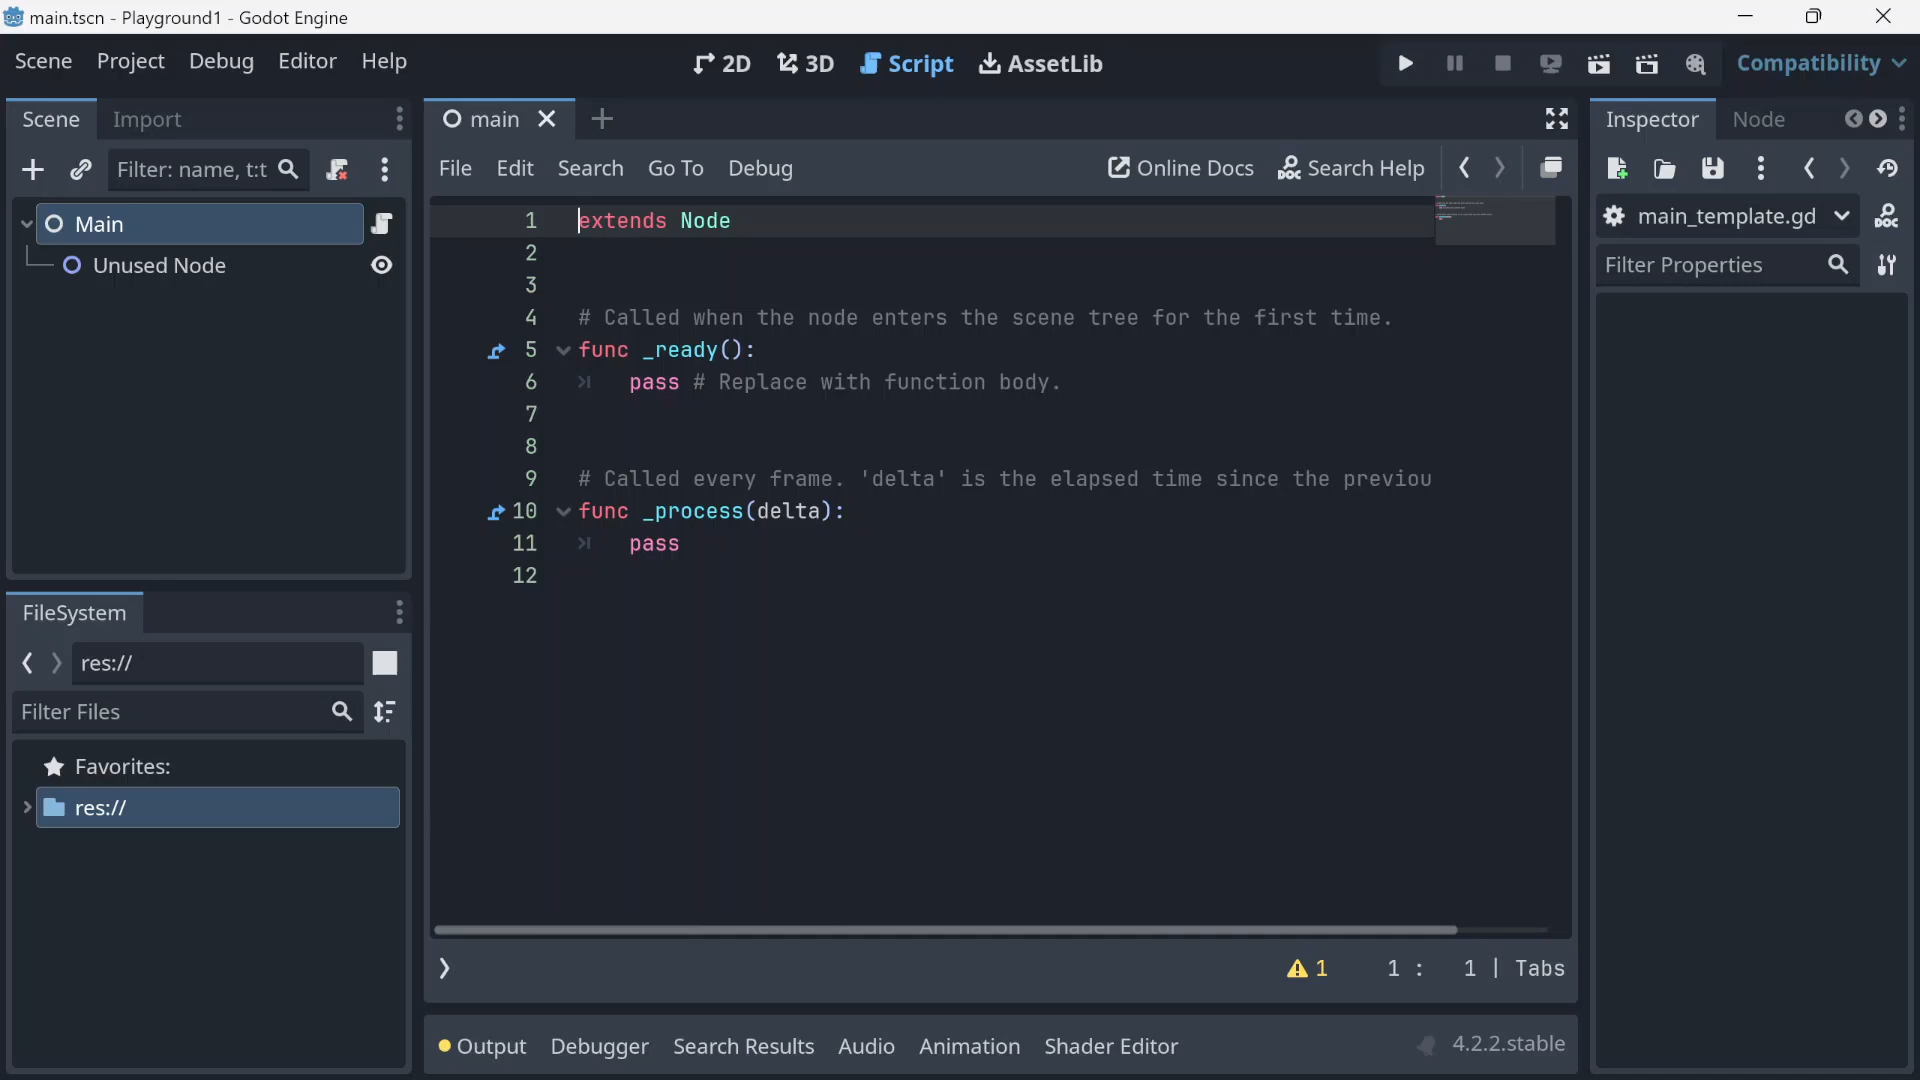 main.tscn - Playground1 - Godot Engine
Scene Project Debug Editor Help
2D 3D Script AssetLib
Compatibility
Scene Import
Filter: name, t:t
Main
Unused Node
FileSystem
res://
Filter Files
Favorites:
res://
main
File Edit Search Go To Debug
Online Docs Search Help
1 extends Node
2
3
4 # Called when the node enters the scene tree for the first time.
5 func _ready():
6 pass # Replace with function body.
7
8
9 # Called every frame. 'delta' is the elapsed time since the previou
10 func _process(delta):
11 pass
12
1 1 : 1 | Tabs
Output Debugger Search Results Audio Animation Shader Editor
4.2.2.stable
Inspector Node
main_template.gd
Filter Properties